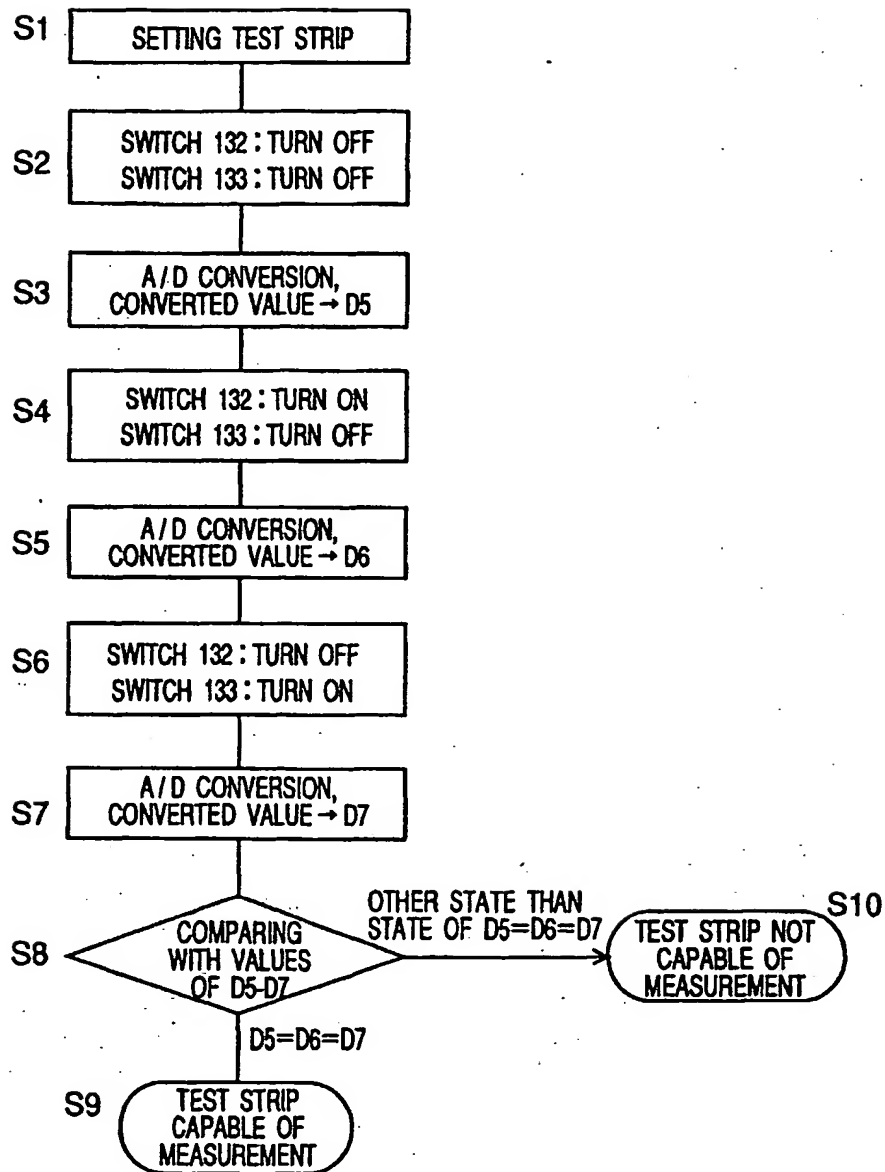 S1
SETTING TEST STRIP
S2
SWITCH 132 : TURN OFF
SWITCH 133 : TURN OFF
S3
A/D CONVERSION,
CONVERTED VALUE → D5
S4
SWITCH 132 : TURN ON
SWITCH 133 : TURN OFF
S5
A/D CONVERSION,
CONVERTED VALUE → D6
S6
SWITCH 132 : TURN OFF
SWITCH 133 : TURN ON
S7
A/D CONVERSION,
CONVERTED VALUE → D7
S8
COMPARING
WITH VALUES
OF D5-D7
OTHER STATE THAN
STATE OF D5=D6=D7
S10
TEST STRIP NOT
CAPABLE OF
MEASUREMENT
D5=D6=D7
S9
TEST STRIP
CAPABLE OF
MEASUREMENT